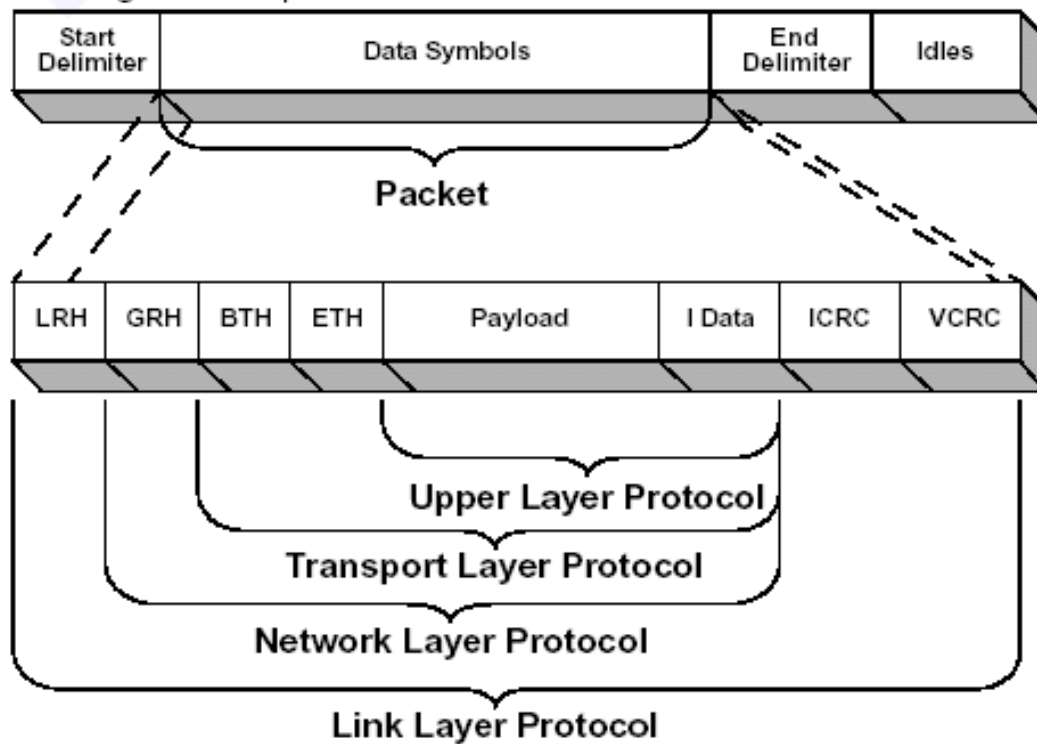 Start Delimiter
Data Symbols
End Delimiter
Idles
Packet
LRH
GRH
BTH
ETH
Payload
I Data
ICRC
VCRC
Upper Layer Protocol
Transport Layer Protocol
Network Layer Protocol
Link Layer Protocol